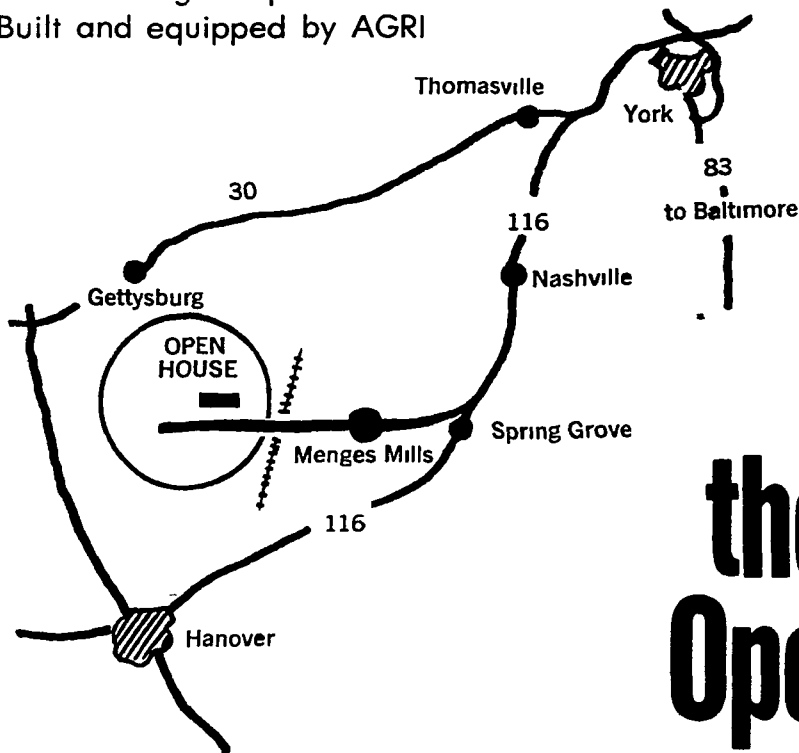 Built and equipped by AGRI
Thomasville
York
30
83
to Baltimore
116
Nashville
Gettysburg
OPEN
HOUSE
Spring Grove
Menges Mills
116
Hanover